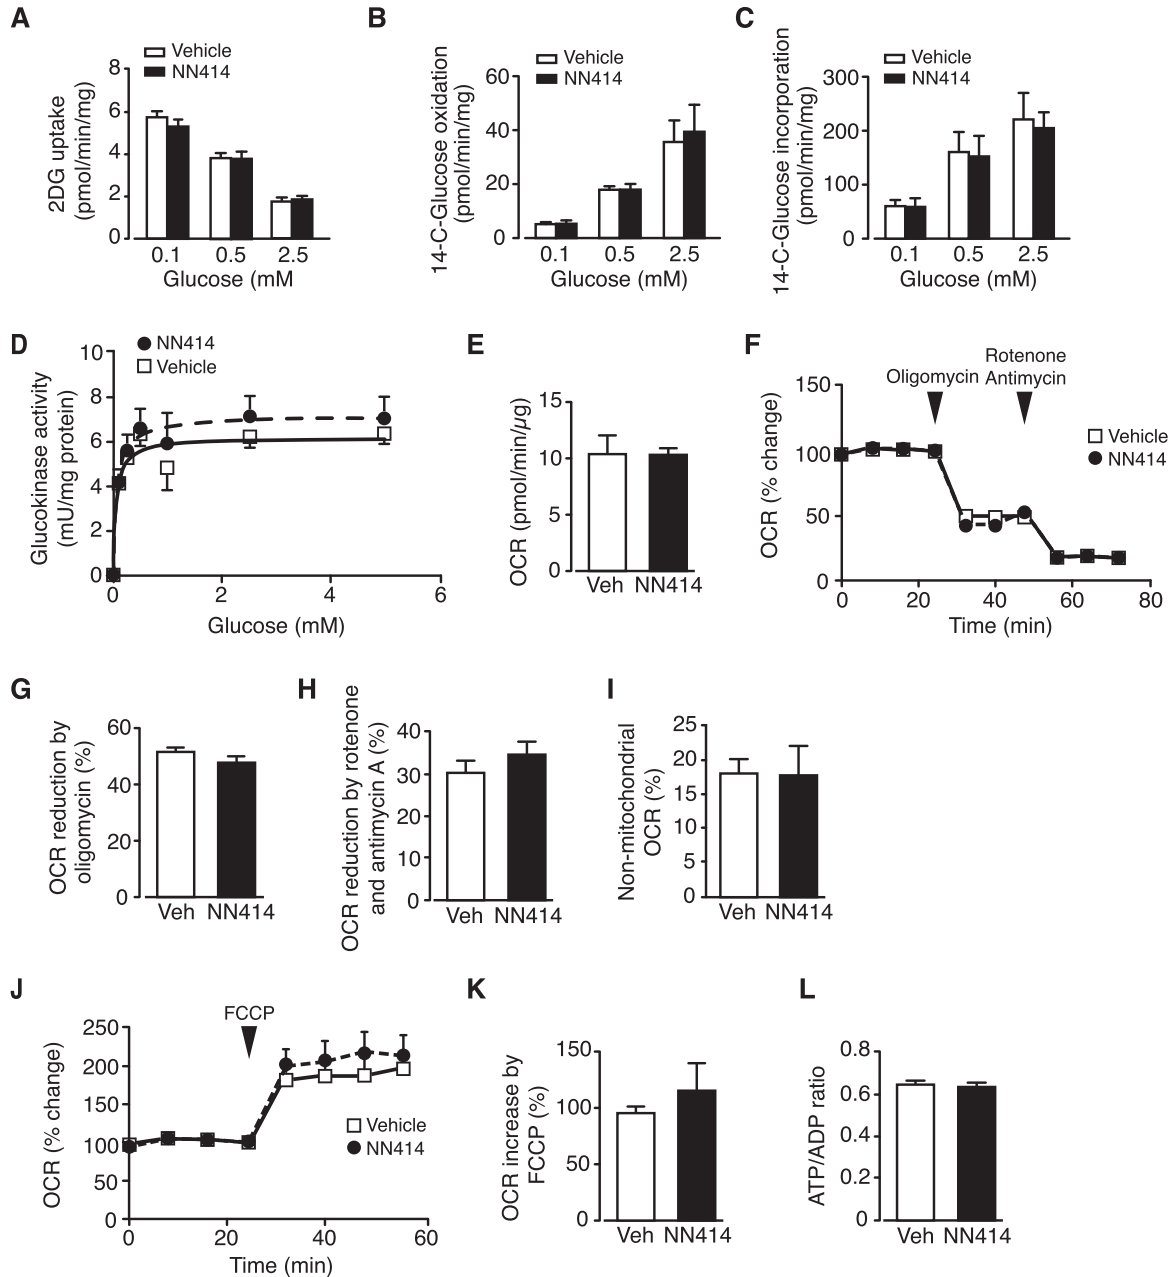 A
Vehicle
NN414
2DG uptake
(pmol/min/mg)
8
6
4
2
0
0.1 0.5 2.5
Glucose (mM
B
Vehicle
NN414
14-C-Glucose oxidation
(pmol/min/mg)
60
40
20
0
0.1 0.5 2.5
Glucose (mM)
C
Vehicle
NN414
14-C-Glucose incorporation
(pmol/min/mg)
300
200
100
0
0.1 0.5 2.5
Glucose (mM)
D
NN414
Vehicle
Glucokinase activity
(mU/mg protein)
10
8
6
4
2
0
0 2 4 6
Glucose (mM)
E
OCR (pmol/min/µg)
15
10
5
0
Veh NN414
F
Oligomycin
Rotenone
Antimycin
Vehicle
NN414
OCR (% change)
150
100
50
0
0 20 40 60 80
Time (min)
G
OCR reduction by
oligomycin (%)
60
40
20
0
Veh NN414
H
OCR reduction by rotenone
and antimycin A (%)
40
30
20
10
0
Veh NN414
I
Non-mitochondrial
OCR (%)
25
20
15
10
5
0
Veh NN414
J
FCCP
Vehicle
NN414
OCR (% change)
250
200
150
100
50
0
0 20 40 60
Time (min)
K
OCR increase by
FCCP (%)
150
100
50
0
Veh NN414
L
ATP/ADP ratio
0.8
0.6
0.4
0.2
0
Veh NN414